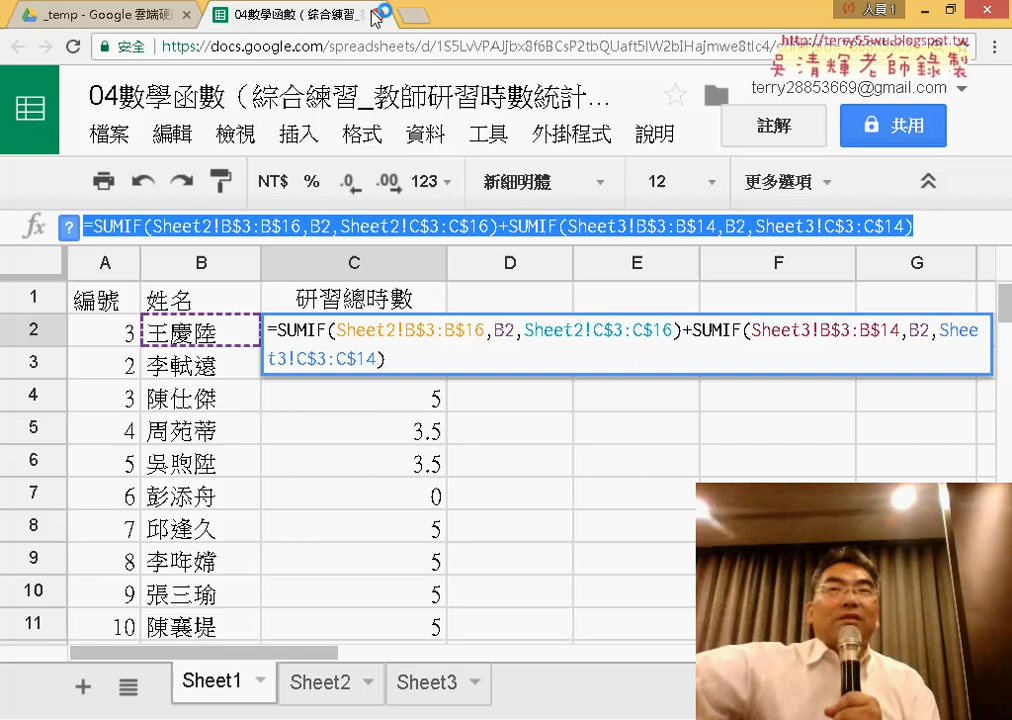 _temp - Google 雲端硬
04數學函數（綜合練習_
人員 1
安全
https://docs.google.com/spreadsheets/d/1S5LvVPAJjbx8f6BCsP2tbQUaft5lW2bIHajmwe8tlc4/
http://terry55wu.blogspot.tw
吳清輝老師錄製
04數學函數（綜合練習_教師研習時數統計...
terry28853669@gmail.com
檔案 編輯 檢視 插入 格式 資料 工具 外掛程式 說明
註解
共用
NT$ % .0 .00 123 新細明體 12 更多選項
fx ? =SUMIF(Sheet2!B$3:B$16,B2,Sheet2!C$3:C$16)+SUMIF(Sheet3!B$3:B$14,B2,Sheet3!C$3:C$14)
A B C D E F G
1 編號 姓名 研習總時數
2 3 王慶陸 =SUMIF(Sheet2!B$3:B$16,B2,Sheet2!C$3:C$16)+SUMIF(Sheet3!B$3:B$14,B2,Shee
t3!C$3:C$14)
3 2 李軾遠
4 3 陳仕傑 5
5 4 周苑蒂 3.5
6 5 吳煦陞 3.5
7 6 彭添舟 0
8 7 邱逢久 5
9 8 李咩嫦 5
10 9 張三瑜 5
11 10 陳襄堤 5
Sheet1 Sheet2 Sheet3